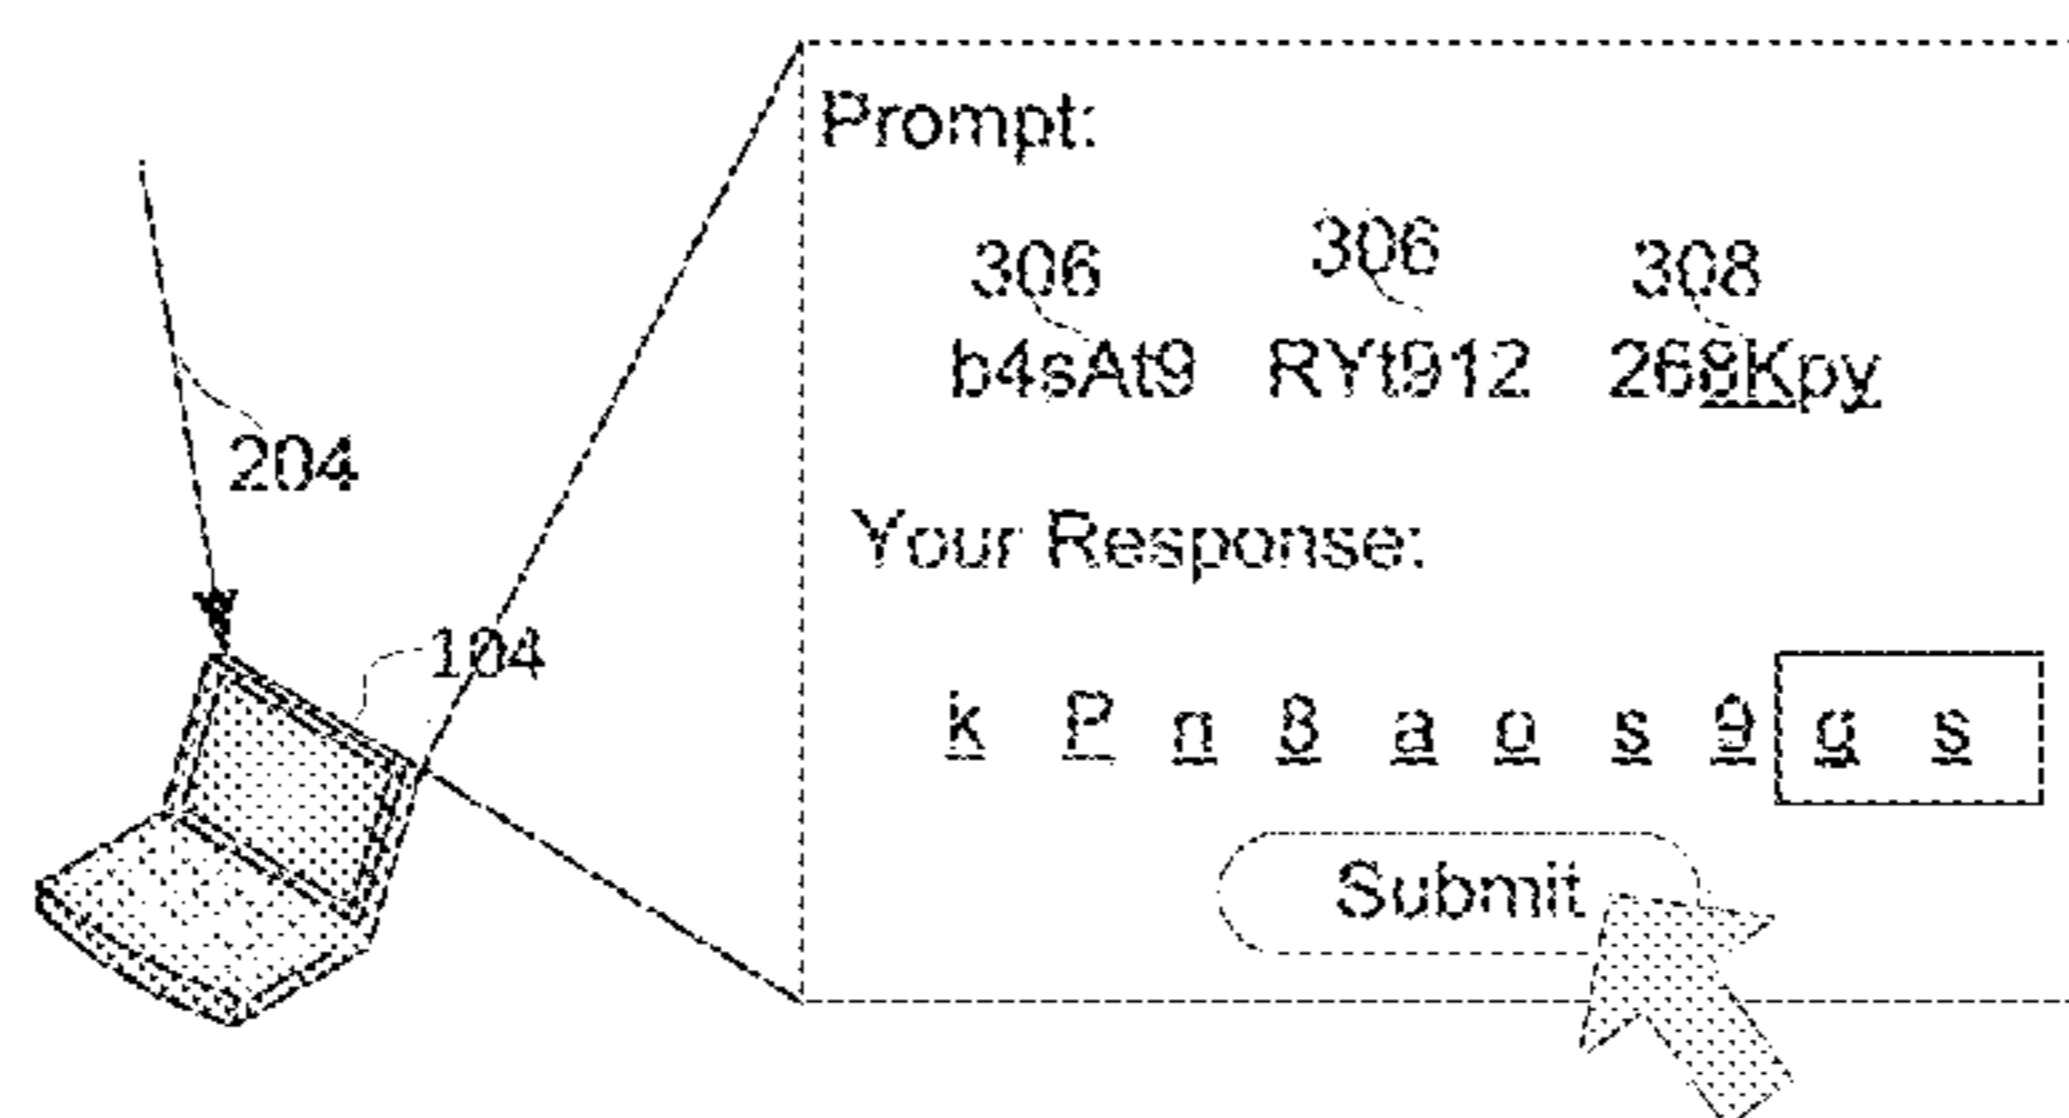 Prompt:
306 306 308
b4sAt9 RYt912 268Kpy
204
Your Response:
104
k P n 8 a o s 9 g s
Submit